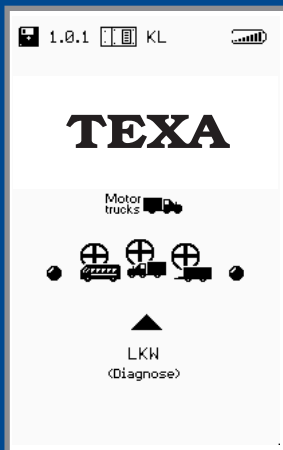 1.0.1 KL
TEXA
Motor
trucks
LKW
(Diagnose)